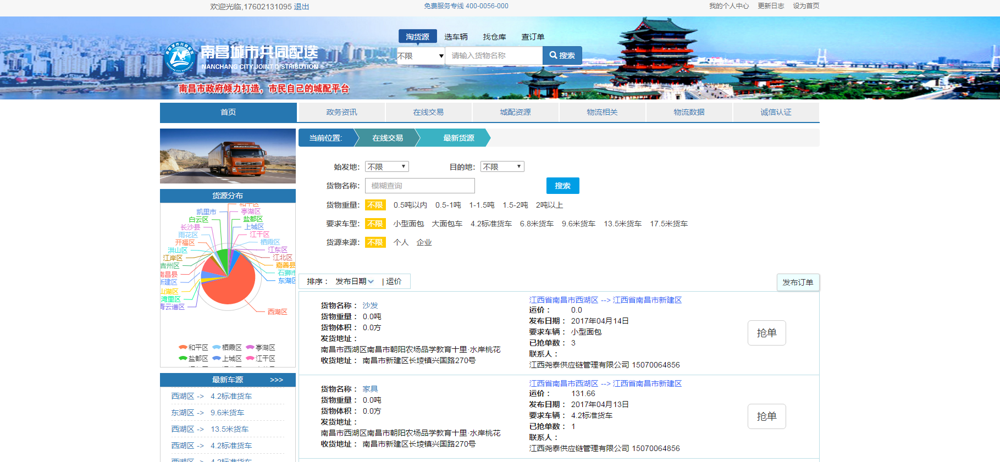 欢迎光临,17602131095 退出
免费服务专线 400-0056-000
我的个人中心 更新日志 设为首页
淘货源 选车辆 找仓库 查订单
不限 请输入货物名称 搜索
南昌城市共同配送
NANCHANG CITY JOINT DISTRIBUTION
南昌市政府倾力打造，市民自己的城配平台
首页 政务资讯 在线交易 城配资源 物流相关 物流数据 诚信认证
当前位置: 在线交易 最新货源
货源分布
和平区
凯里市 亭湖区
白云区 盐都区
长沙县 上城区
雨花区 江干区
开福区 栖霞区
洪山区 江东区
江岸区 江北区
吉州区 嘉善县
南昌县 石狮市
新建区 东湖区
山湖区
湾里区
青云谱区
西湖区
和平区 栖霞区 亭湖区
盐都区 上城区 江干区
最新车源 >>>
西湖区 -> 4.2标准货车
东湖区 -> 9.6米货车
西湖区 -> 13.5米货车
西湖区 -> 4.2标准货车
西湖区 -> 4.2标准货车
始发地: 不限 目的地: 不限
货物名称: 模糊查询 搜索
货物重量: 不限 0.5吨以内 0.5-1吨 1-1.5吨 1.5-2吨 2吨以上
要求车型: 不限 小型面包 大面包车 4.2标准货车 6.8米货车 9.6米货车 13.5米货车 17.5米货车
货源来源: 不限 个人 企业
排序： 发布日期 | 运价
发布订单
货物名称： 沙发
货物重量： 0.0吨
货物体积： 0.0方
发货地址：
南昌市西湖区南昌市朝阳农场品学教育十里·水岸桃花
收货地址： 南昌市新建区长堎镇兴国路270号
江西省南昌市西湖区 --> 江西省南昌市新建区
运价： 0.0
发布日期： 2017年04月14日
要求车辆： 小型面包
已抢单数： 3
联系人：
江西尧泰供应链管理有限公司 15070064856
抢单
货物名称： 家具
货物重量： 0.0吨
货物体积： 0.0方
发货地址：
南昌市西湖区南昌市朝阳农场品学教育十里·水岸桃花
收货地址： 南昌市新建区长堎镇兴国路270号
江西省南昌市西湖区 --> 江西省南昌市新建区
运价： 131.66
发布日期： 2017年04月13日
要求车辆： 4.2标准货车
已抢单数： 1
联系人：
江西尧泰供应链管理有限公司 15070064856
抢单